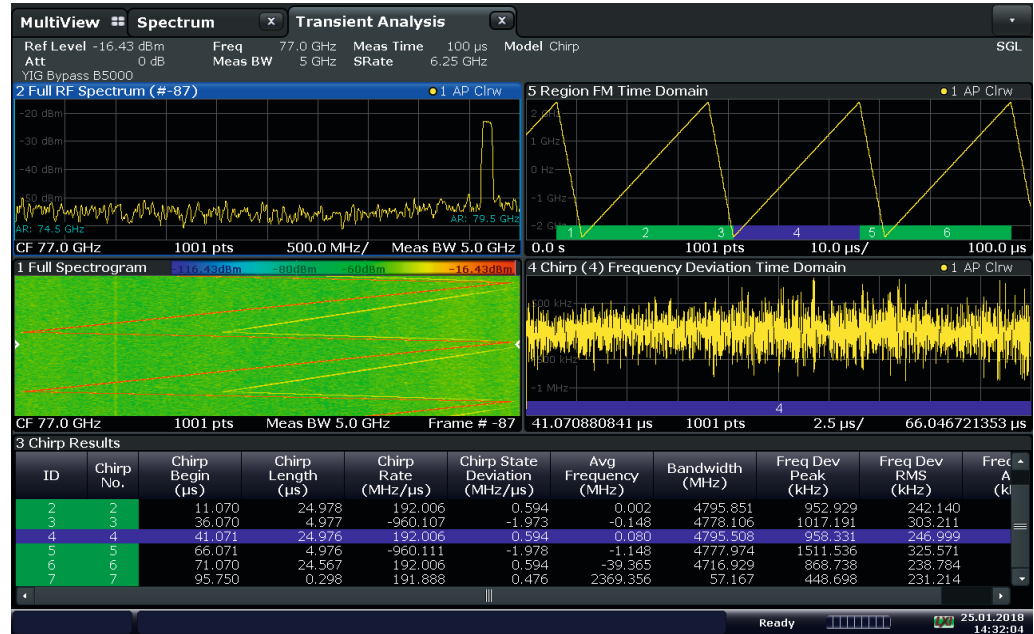 MultiView Spectrum X Transient Analysis X
Ref Level -16.43 dBm Freq 77.0 GHz Meas Time 100 µs Model Chirp SGL
Att 0 dB Meas BW 5 GHz SRate 6.25 GHz
YIG Bypass B5000
2 Full RF Spectrum (#-87) 1 AP Clrw
-20 dBm
-30 dBm
-40 dBm
-50 dBm
AR: 79.5 GHz
AR: 74.5 GHz
CF 77.0 GHz 1001 pts 500.0 MHz/ Meas BW 5.0 GHz
5 Region FM Time Domain 1 AP Clrw
2 GHz
1 GHz
0 Hz
-1 GHz
-2 GHz
1 2 3 4 5 6
0.0 s 1001 pts 10.0 µs/ 100.0 µs
1 Full Spectrogram -116.43dBm -80dBm -60dBm -16.43dBm
CF 77.0 GHz 1001 pts Meas BW 5.0 GHz Frame # -87
4 Chirp (4) Frequency Deviation Time Domain 1 AP Clrw
500 kHz
-500 kHz
-1 MHz
4
41.070880841 µs 1001 pts 2.5 µs/ 66.046721353 µs
3 Chirp Results
ID Chirp No. Chirp Begin (µs) Chirp Length (µs) Chirp Rate (MHz/µs) Chirp State Deviation (MHz/µs) Avg Frequency (MHz) Bandwidth (MHz) Freq Dev Peak (kHz) Freq Dev RMS (kHz) Freq A (kH
2 2 11.070 24.978 192.006 0.594 0.002 4795.851 952.929 242.140
3 3 36.070 4.977 -960.107 -1.973 -0.148 4778.106 1017.191 303.211
4 4 41.071 24.976 192.006 0.594 0.080 4795.508 958.331 246.999
5 5 66.071 4.976 -960.111 -1.978 -1.148 4777.974 1511.536 325.571
6 6 71.070 24.567 192.006 0.594 -39.365 4716.929 868.738 238.784
7 7 95.750 0.298 191.888 0.476 2369.356 57.167 448.698 231.214
Ready 25.01.2018
14:32:04